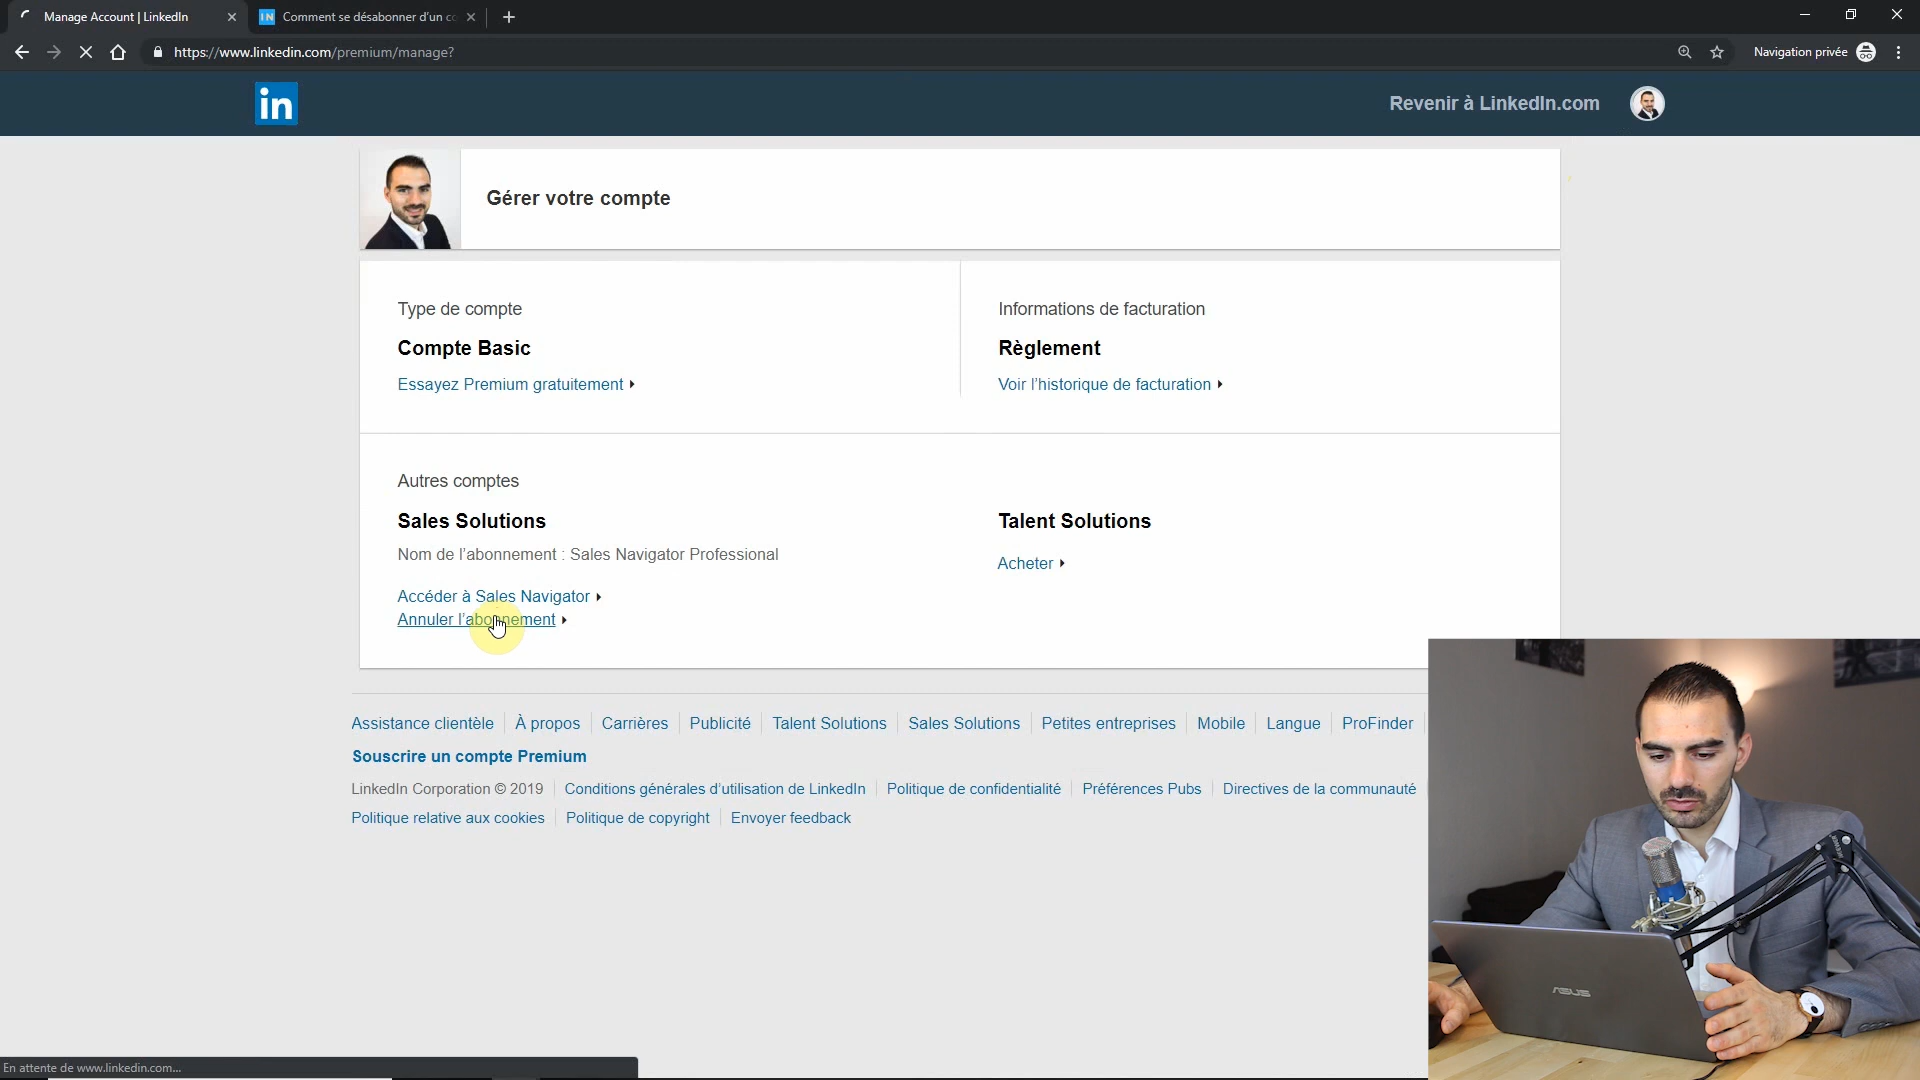 Manage Account | LinkedIn
IN Comment se désabonner d'un co
https://www.linkedin.com/premium/manage?
Navigation privée
in
Revenir à LinkedIn.com
Gérer votre compte
Type de compte
Compte Basic
Essayez Premium gratuitement
Informations de facturation
Règlement
Voir l'historique de facturation
Autres comptes
Sales Solutions
Nom de l'abonnement : Sales Navigator Professional
Accéder à Sales Navigator
Annuler l'abonnement
Talent Solutions
Acheter
Assistance clientèle À propos Carrières Publicité Talent Solutions Sales Solutions Petites entreprises Mobile Langue ProFinder
Souscrire un compte Premium
LinkedIn Corporation © 2019 Conditions générales d'utilisation de LinkedIn Politique de confidentialité Préférences Pubs Directives de la communauté
Politique relative aux cookies Politique de copyright Envoyer feedback
ASUS
En attente de www.linkedin.com...